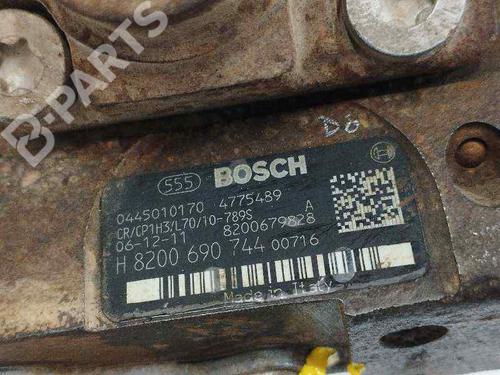 B-PARTS
D6
555 BOSCH
0445010170 4775489
CR/CP1H3/L70/10-789S A
06-12-11 8200679828
H 8200 690 744 00716
Made in Italy